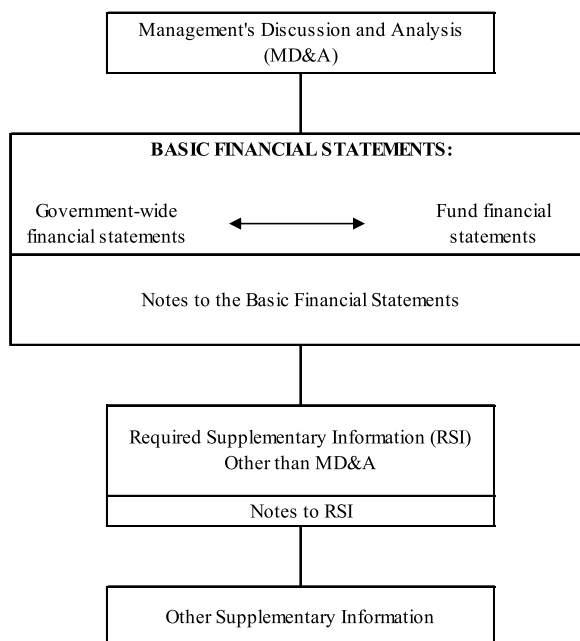 Management's Discussion and Analysis
(MD&A)
BASIC FINANCIAL STATEMENTS:
Government-wide
financial statements
Fund financial
statements
Notes to the Basic Financial Statements
Required Supplementary Information (RSI)
Other than MD&A
Notes to RSI
Other Supplementary Information